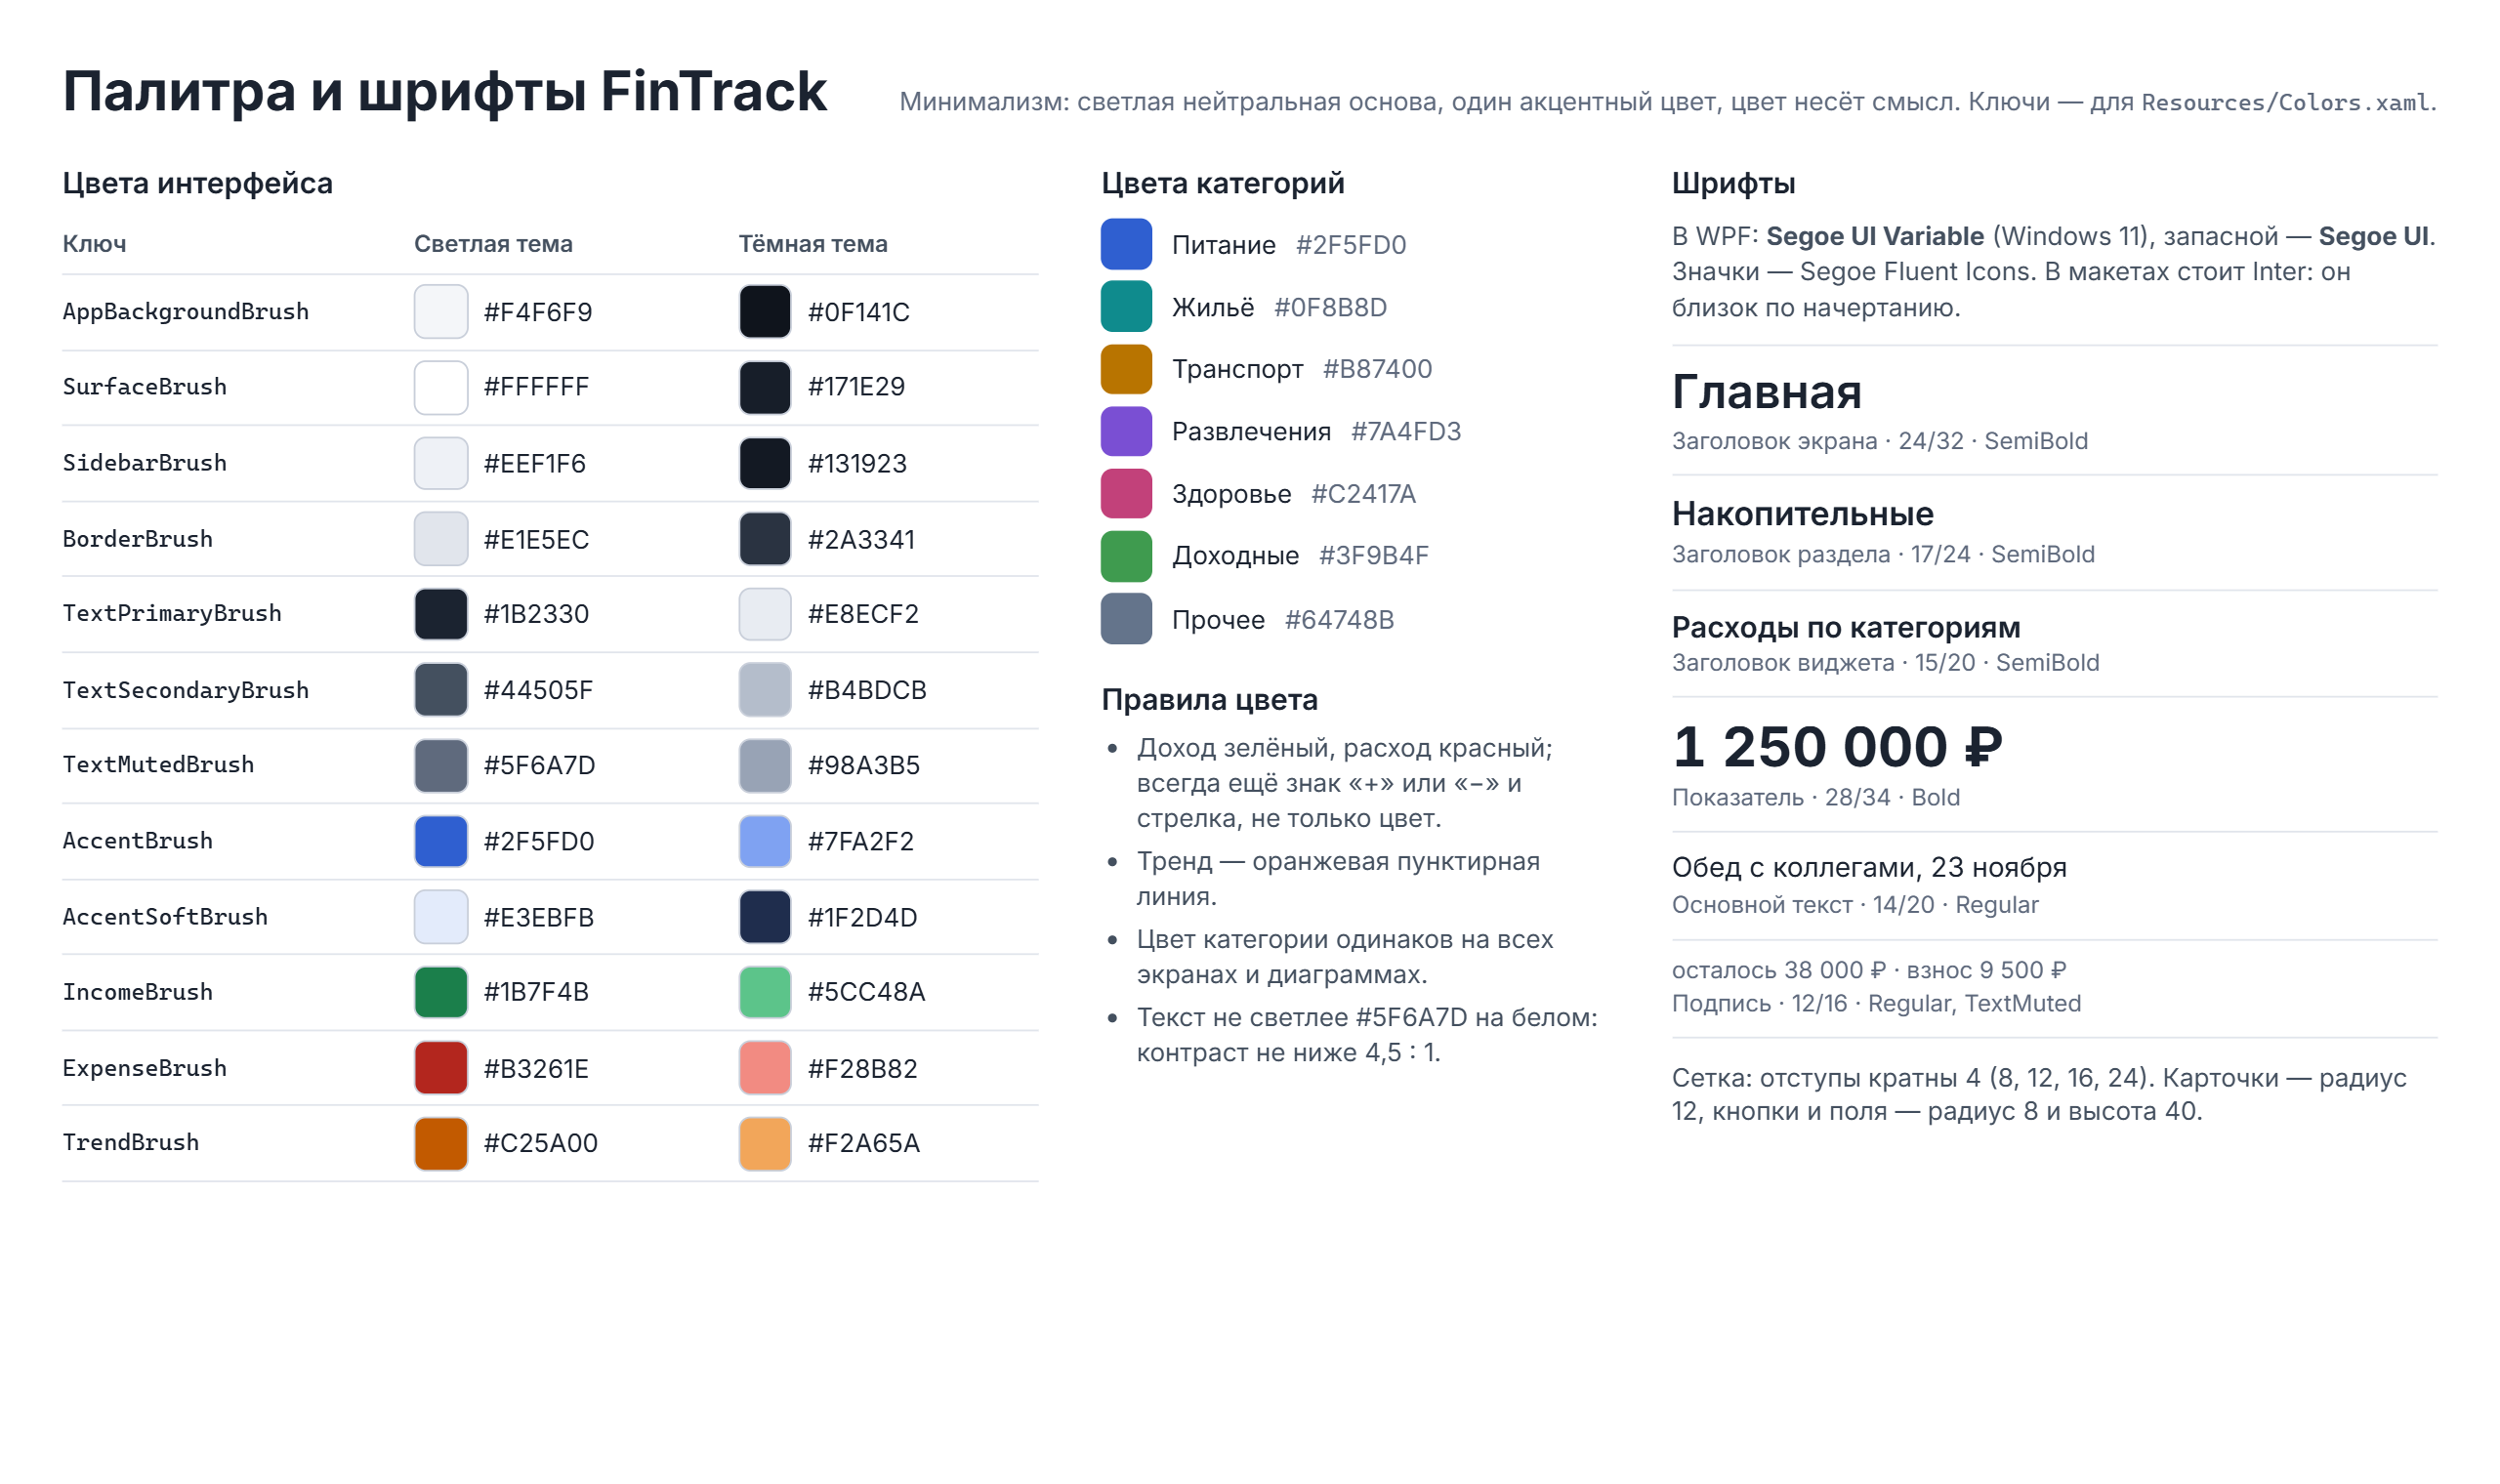 Палитра и шрифты FinTrack
Минимализм: светлая нейтральная основа, один акцентный цвет, цвет несёт смысл. Ключи — для Resources/Colors.xaml.
Цвета интерфейса
Ключ Светлая тема Тёмная тема
AppBackgroundBrush #F4F6F9 #0F141C
SurfaceBrush #FFFFFF #171E29
SidebarBrush #EEF1F6 #131923
BorderBrush #E1E5EC #2A3341
TextPrimaryBrush #1B2330 #E8ECF2
TextSecondaryBrush #44505F #B4BDCB
TextMutedBrush #5F6A7D #98A3B5
AccentBrush #2F5FD0 #7FA2F2
AccentSoftBrush #E3EBFB #1F2D4D
IncomeBrush #1B7F4B #5CC48A
ExpenseBrush #B3261E #F28B82
TrendBrush #C25A00 #F2A65A
Цвета категорий
Питание #2F5FD0
Жильё #0F8B8D
Транспорт #B87400
Развлечения #7A4FD3
Здоровье #C2417A
Доходные #3F9B4F
Прочее #64748B
Правила цвета
• Доход зелёный, расход красный;
всегда ещё знак «+» или «−» и
стрелка, не только цвет.
• Тренд — оранжевая пунктирная
линия.
• Цвет категории одинаков на всех
экранах и диаграммах.
• Текст не светлее #5F6A7D на белом:
контраст не ниже 4,5 : 1.
Шрифты
В WPF: Segoe UI Variable (Windows 11), запасной — Segoe UI.
Значки — Segoe Fluent Icons. В макетах стоит Inter: он
близок по начертанию.
Главная
Заголовок экрана · 24/32 · SemiBold
Накопительные
Заголовок раздела · 17/24 · SemiBold
Расходы по категориям
Заголовок виджета · 15/20 · SemiBold
1 250 000 ₽
Показатель · 28/34 · Bold
Обед с коллегами, 23 ноября
Основной текст · 14/20 · Regular
осталось 38 000 ₽ · взнос 9 500 ₽
Подпись · 12/16 · Regular, TextMuted
Сетка: отступы кратны 4 (8, 12, 16, 24). Карточки — радиус
12, кнопки и поля — радиус 8 и высота 40.